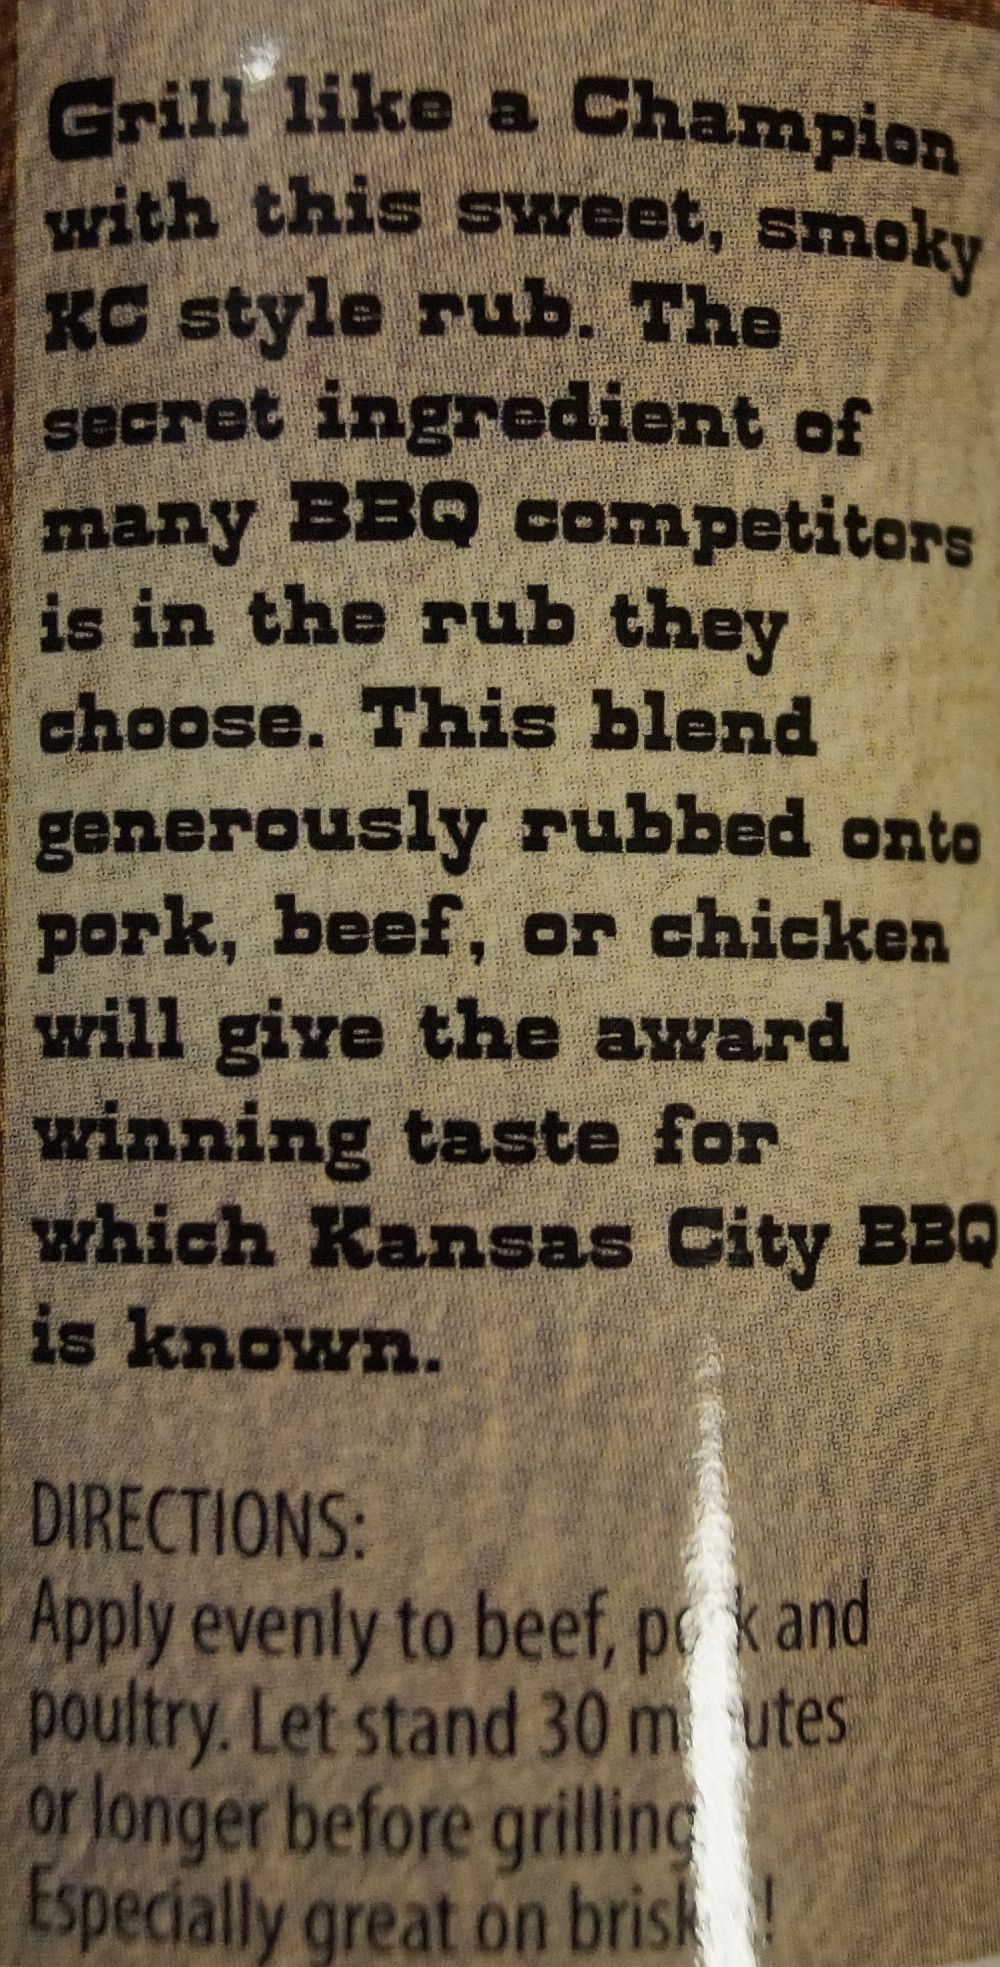 Grill like a Champion
with this sweet, smoky
KC style rub. The
secret ingredient of
many BBQ competitors
is in the rub they
choose. This blend
generously rubbed onto
pork, beef, or chicken
will give the award
winning taste for
which Kansas City BBQ
is known.
DIRECTIONS:
Apply evenly to beef, pork and
poultry. Let stand 30 minutes
or longer before grilling
Especially great on brisket!